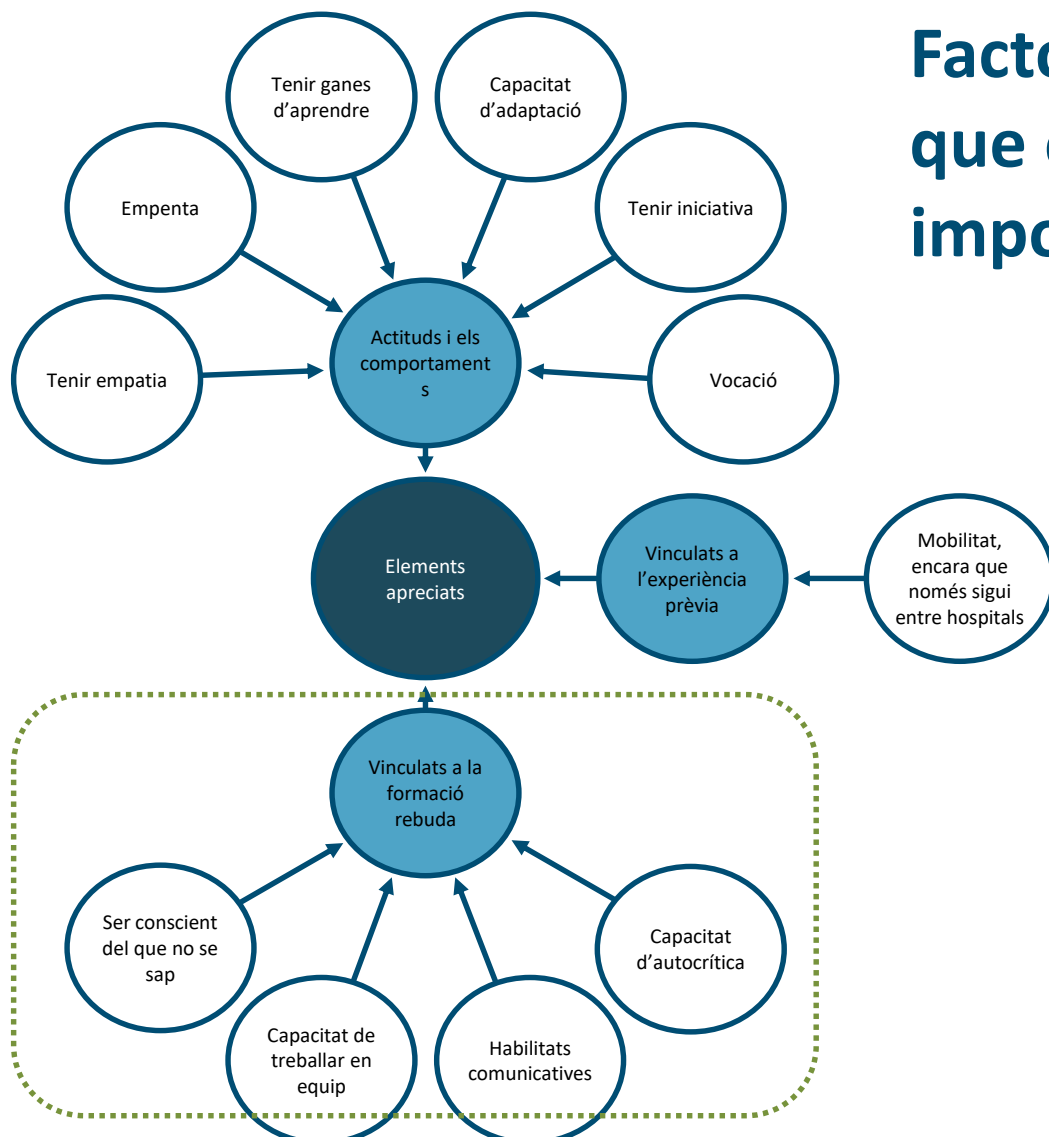 Facto
que
impo
Tenir ganes
d'aprendre
Capacitat
d'adaptació
Empenta
Tenir iniciativa
Actituds i els
comportament
s
Tenir empatia
Vocació
Elements
apreciats
Vinculats a
l'experiència
prèvia
Mobilitat,
encara que
només sigui
entre hospitals
Vinculats a la
formació
rebuda
Ser conscient
del que no se
sap
Capacitat de
treballar en
equip
Habilitats
comunicatives
Capacitat
d'autocrítica